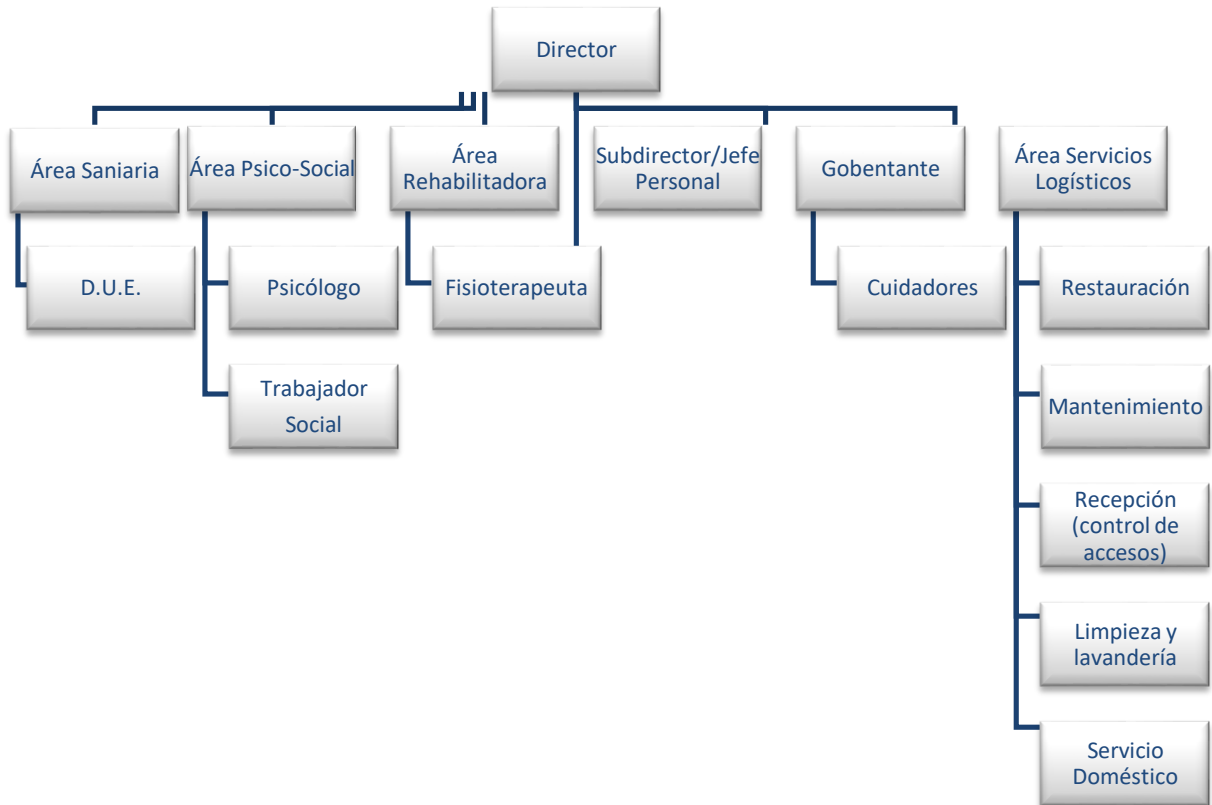 Director
Área Saniaria
Área Psico-Social
Área
Rehabilitadora
Subdirector/Jefe
Personal
Gobentante
Área Servicios
Logísticos
D.U.E.
Psicólogo
Fisioterapeuta
Cuidadores
Restauración
Trabajador
Social
Mantenimiento
Recepción
(control de
accesos)
Limpieza y
lavandería
Servicio
Doméstico